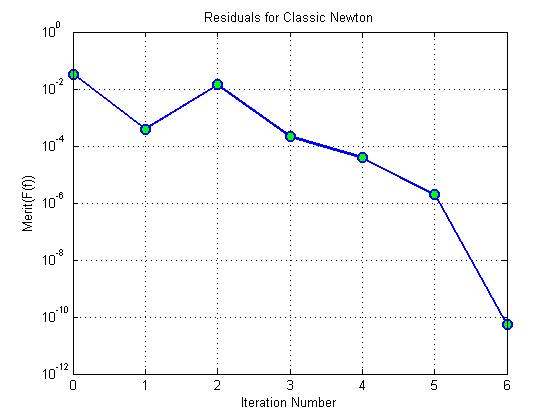 Residuals for Classic Newton
10^0
10^-2
10^-4
10^-6
10^-8
10^-10
10^-12
Merit(F(f))
0 1 2 3 4 5 6
Iteration Number